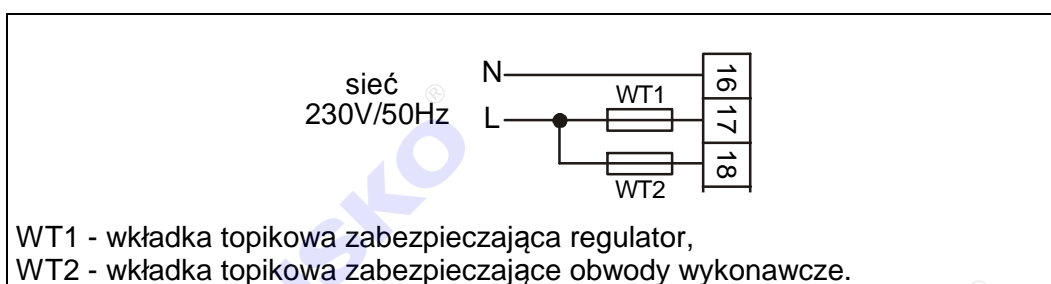 sieć
230V/50Hz
N
L
WT1
WT2
16
17
18
WT1 - wkładka topikowa zabezpieczająca regulator,
WT2 - wkładka topikowa zabezpieczające obwody wykonawcze.
SKO
®